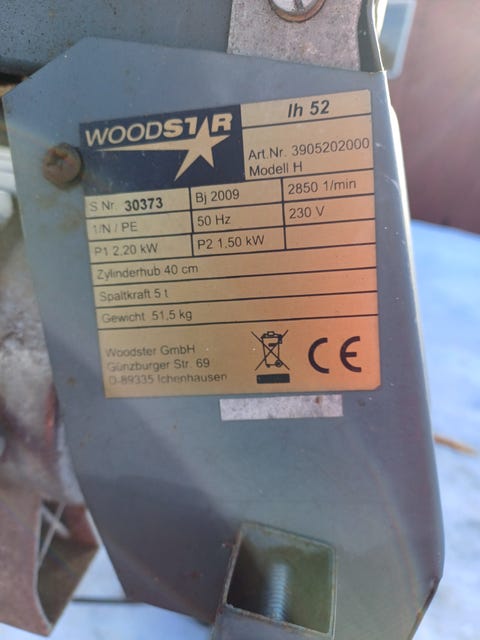 WOODSTAR
lh 52
Art.Nr. 3905202000
Modell H
S Nr. 30373 Bj 2009 2850 1/min
1/N / PE 50 Hz 230 V
P1 2,20 kW P2 1,50 kW
Zylinderhub 40 cm
Spaltkraft 5 t
Gewicht 51,5 kg
Woodster GmbH
Günzburger Str. 69
D-89335 Ichenhausen
CE